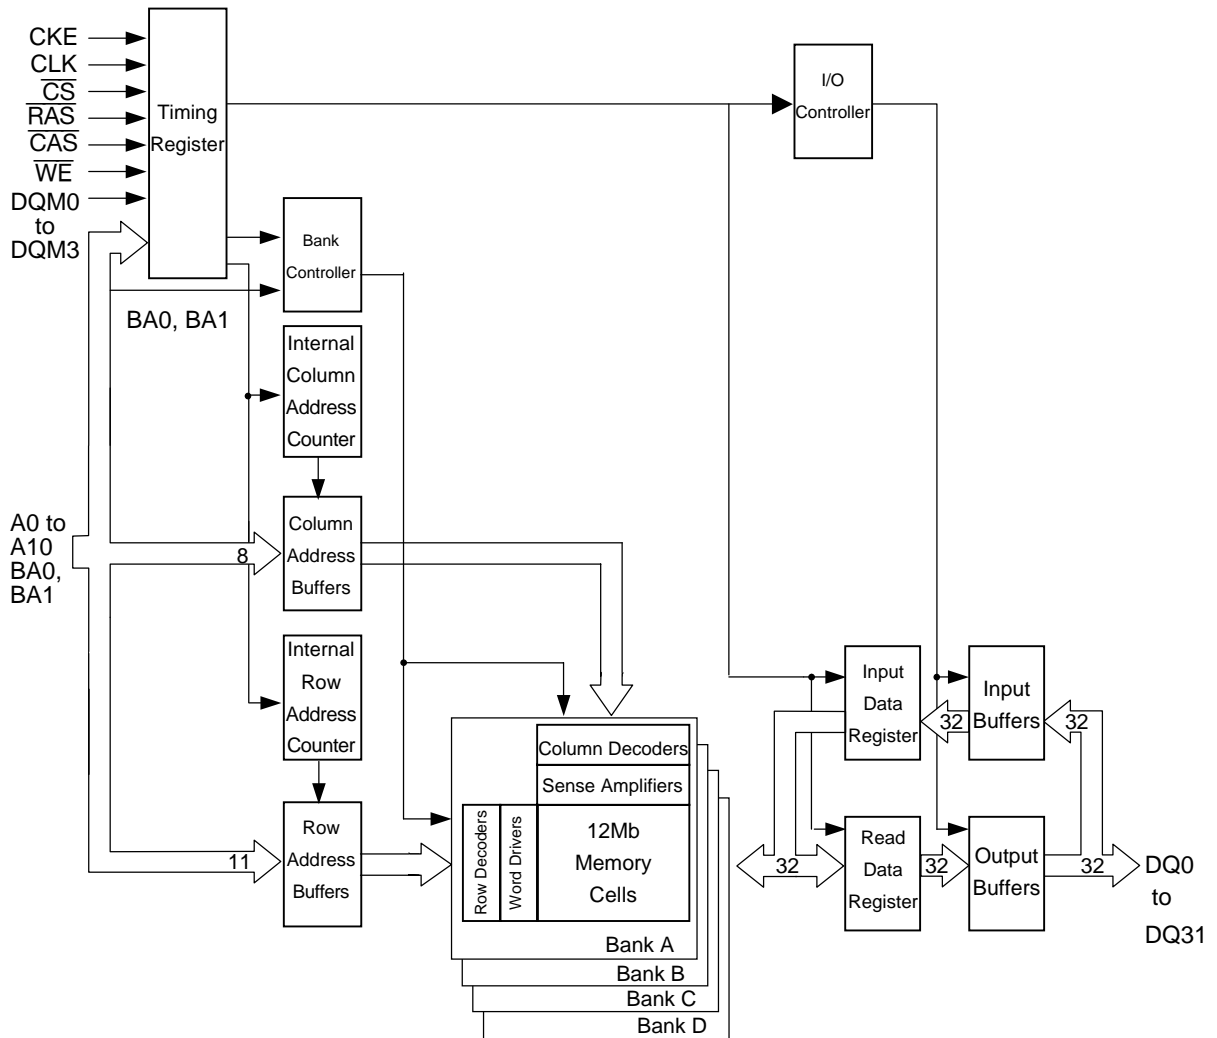 CKE
CLK
CS
RAS
CAS
WE
DQM0
to
DQM3
Timing
Register
I/O
Controller
Bank
Controller
BA0, BA1
Internal
Column
Address
Counter
A0 to
A10
BA0,
BA1
8
Column
Address
Buffers
Internal
Row
Address
Counter
11
Row
Address
Buffers
Column Decoders
Sense Amplifiers
Row Decoders
Word Drivers
12Mb
Memory
Cells
Bank A
Bank B
Bank C
Bank D
Input
Data
Register
32
Input
Buffers
32
32
Read
Data
Register
32
Output
Buffers
32
DQ0
to
DQ31